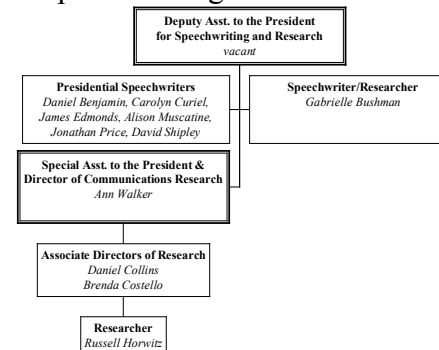 Deputy Asst. to the President
for Speechwriting and Research
vacant
Presidential Speechwriters
Daniel Benjamin, Carolyn Curiel,
James Edmonds, Alison Muscatine,
Jonathan Price, David Shipley
Speechwriter/Researcher
Gabrielle Bushman
Special Asst. to the President &
Director of Communications Research
Ann Walker
Associate Directors of Research
Daniel Collins
Brenda Costello
Researcher
Russell Horwitz